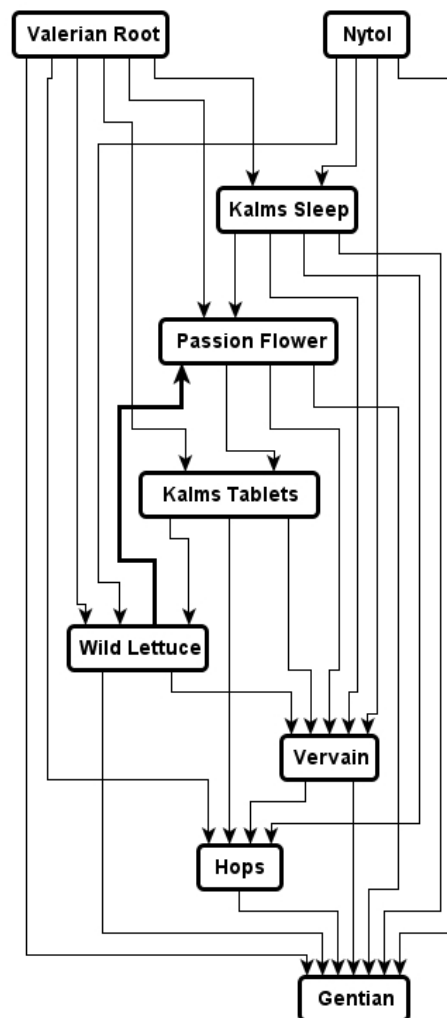 Valerian Root
Nytol
Kalms Sleep
Passion Flower
Kalms Tablets
Wild Lettuce
Vervain
Hops
Gentian